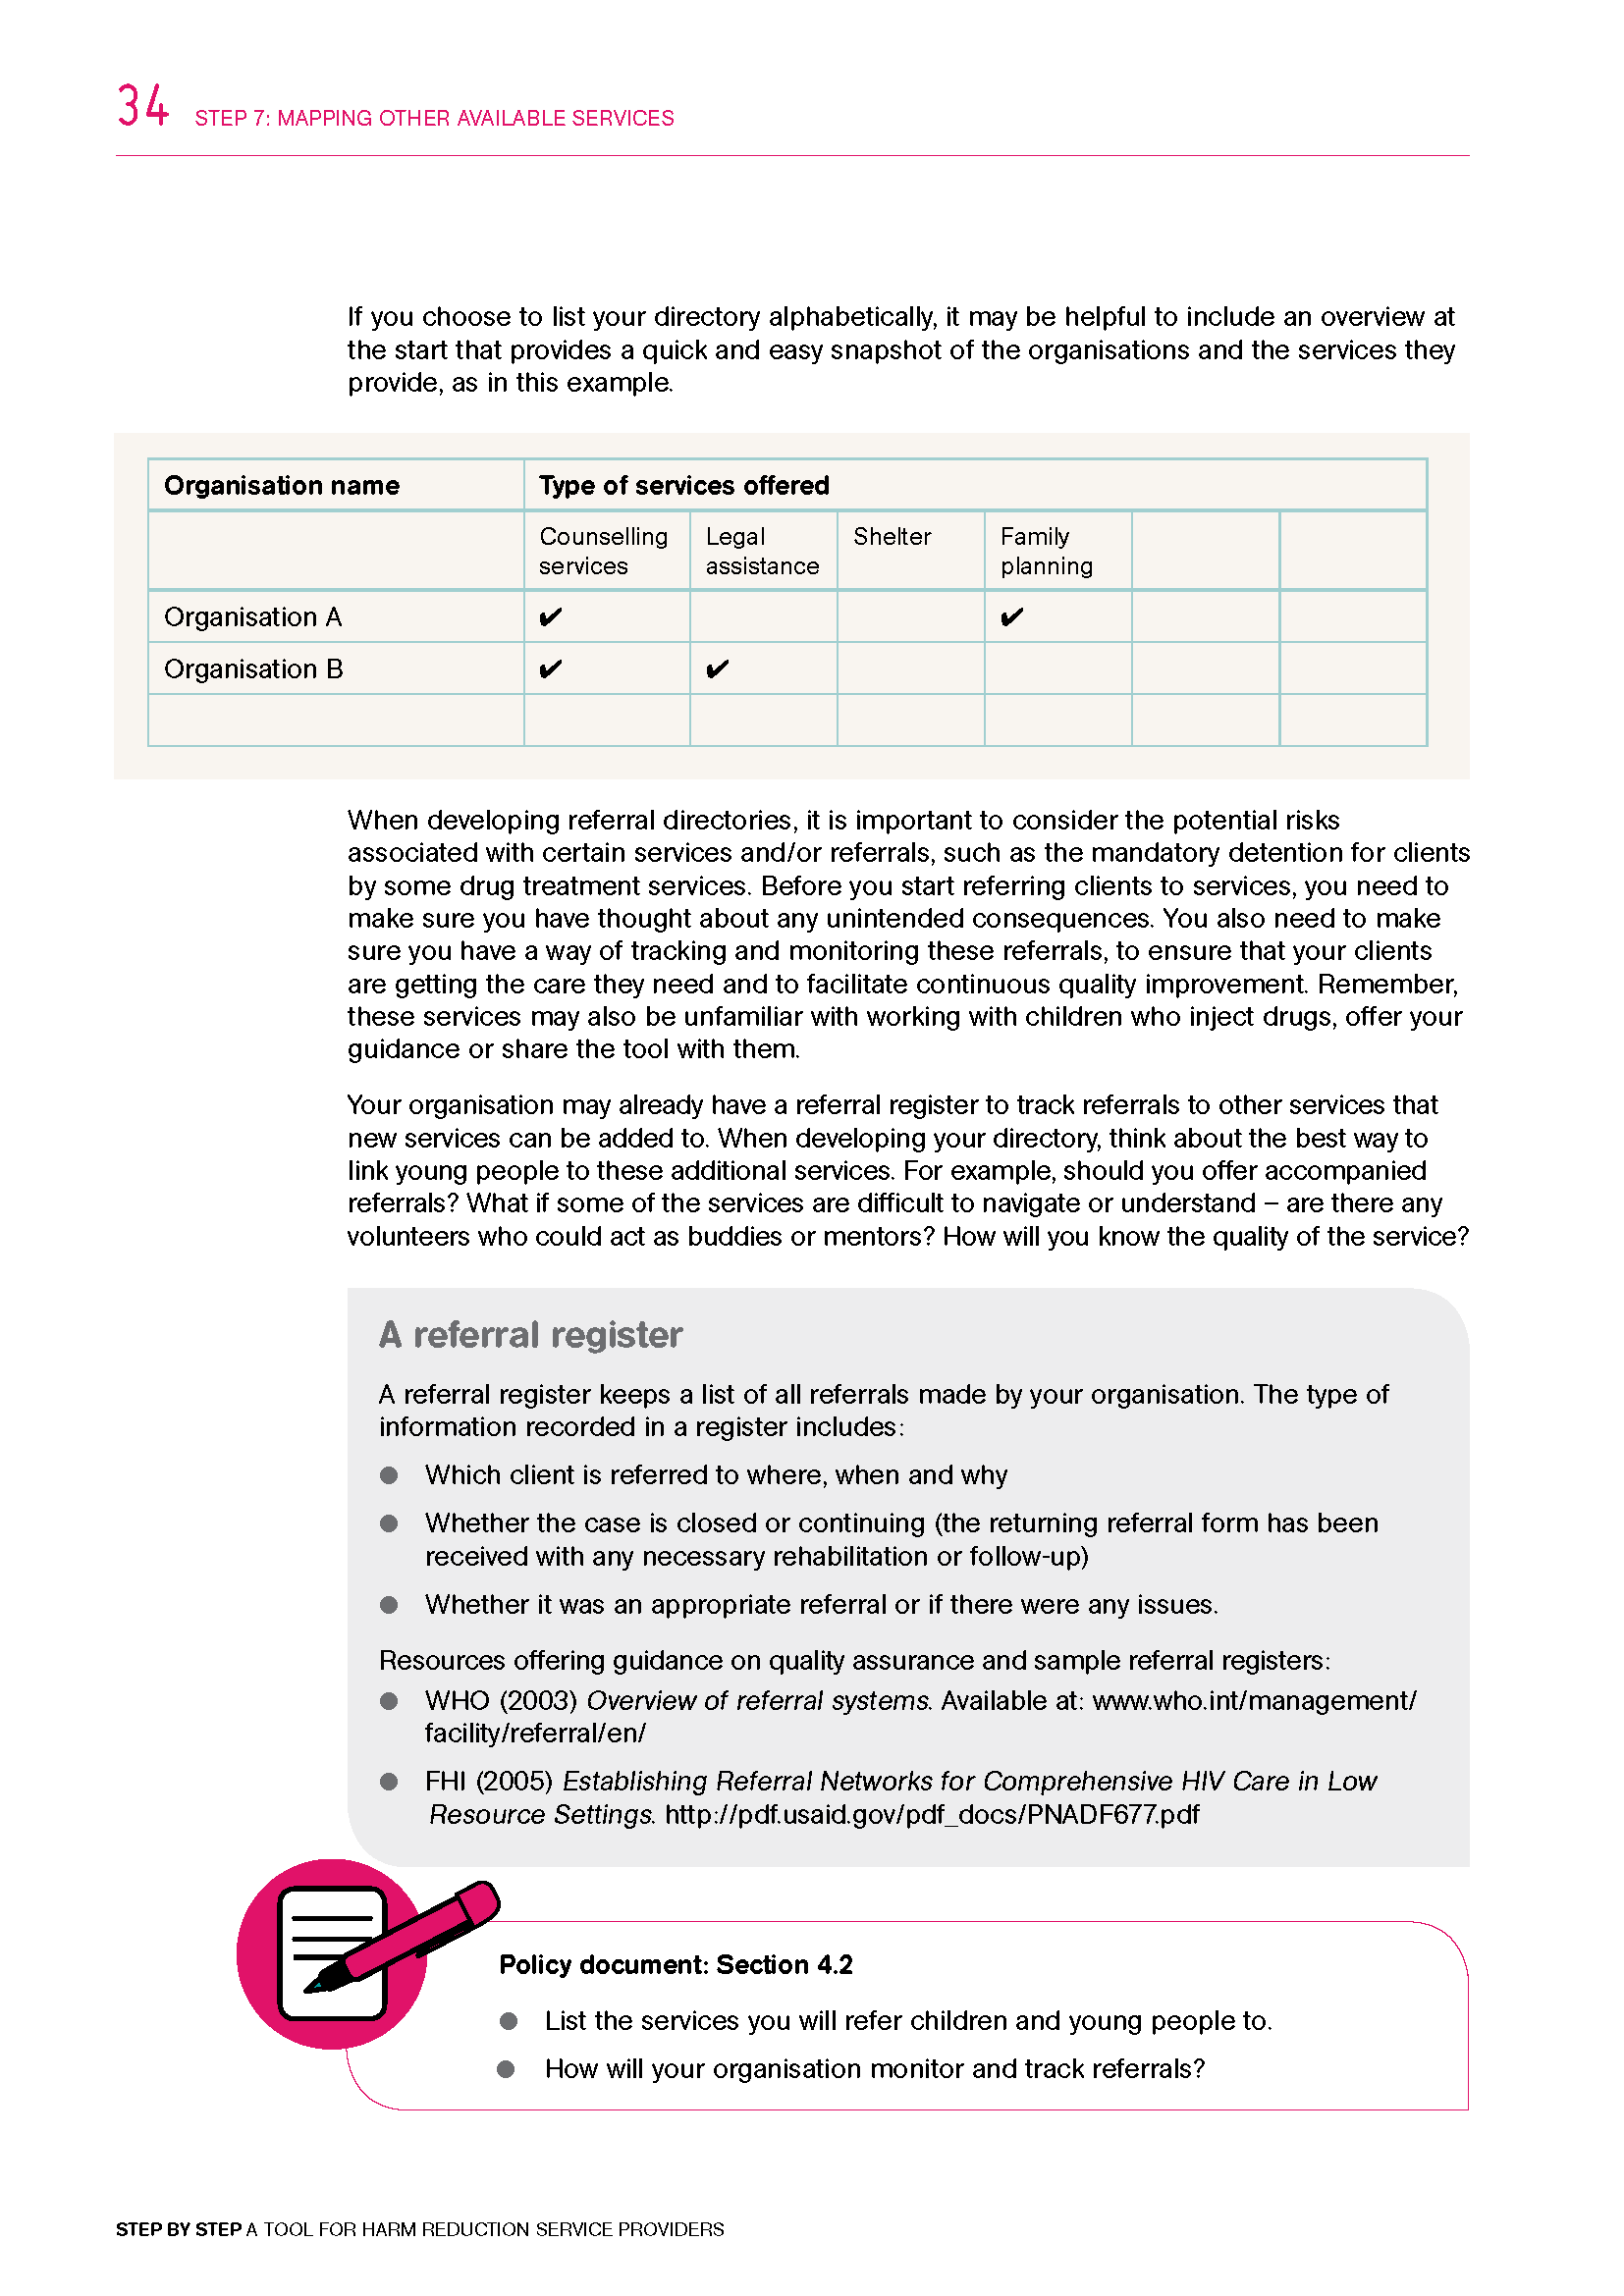 34 STEP 7: MAPPING OTHER AVAILABLE SERVICES
If you choose to list your directory alphabetically, it may be helpful to include an overview at
the start that provides a quick and easy snapshot of the organisations and the services they
provide, as in this example.
Organisation name Type of services offered
Counselling Legal Shelter Family
services assistance planning
Organisation A ✔ ✔
Organisation B ✔ ✔
When developing referral directories, it is important to consider the potential risks
associated with certain services and/or referrals, such as the mandatory detention for clients
by some drug treatment services. Before you start referring clients to services, you need to
make sure you have thought about any unintended consequences. You also need to make
sure you have a way of tracking and monitoring these referrals, to ensure that your clients
are getting the care they need and to facilitate continuous quality improvement. Remember,
these services may also be unfamiliar with working with children who inject drugs, offer your
guidance or share the tool with them.
Your organisation may already have a referral register to track referrals to other services that
new services can be added to. When developing your directory, think about the best way to
link young people to these additional services. For example, should you offer accompanied
referrals? What if some of the services are difficult to navigate or understand – are there any
volunteers who could act as buddies or mentors? How will you know the quality of the service?
A referral register
A referral register keeps a list of all referrals made by your organisation. The type of
information recorded in a register includes:
● Which client is referred to where, when and why
● Whether the case is closed or continuing (the returning referral form has been
received with any necessary rehabilitation or follow-up)
● Whether it was an appropriate referral or if there were any issues.
Resources offering guidance on quality assurance and sample referral registers:
● WHO (2003) Overview of referral systems. Available at: www.who.int/management/
facility/referral/en/
● FHI (2005) Establishing Referral Networks for Comprehensive HIV Care in Low
Resource Settings. http://pdf.usaid.gov/pdf_docs/PNADF677.pdf
Policy document: Section 4.2
● List the services you will refer children and young people to.
● How will your organisation monitor and track referrals?
STEP BY STEP A TOOL FOR HARM REDUCTION SERVICE PROVIDERS